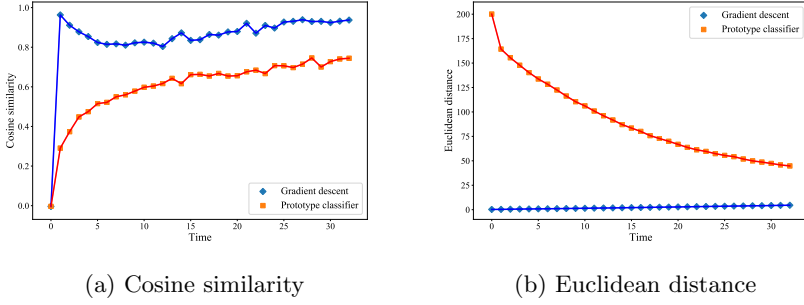 1.0
0.8
0.6
0.4
0.2
0.0
Cosine similarity
0 5 10 15 20 25 30
Time
Gradient descent
Prototype classifier
(a) Cosine similarity
200
175
150
125
100
75
50
25
0
Euclidean distance
0 5 10 15 20 25 30
Time
Gradient descent
Prototype classifier
(b) Euclidean distance